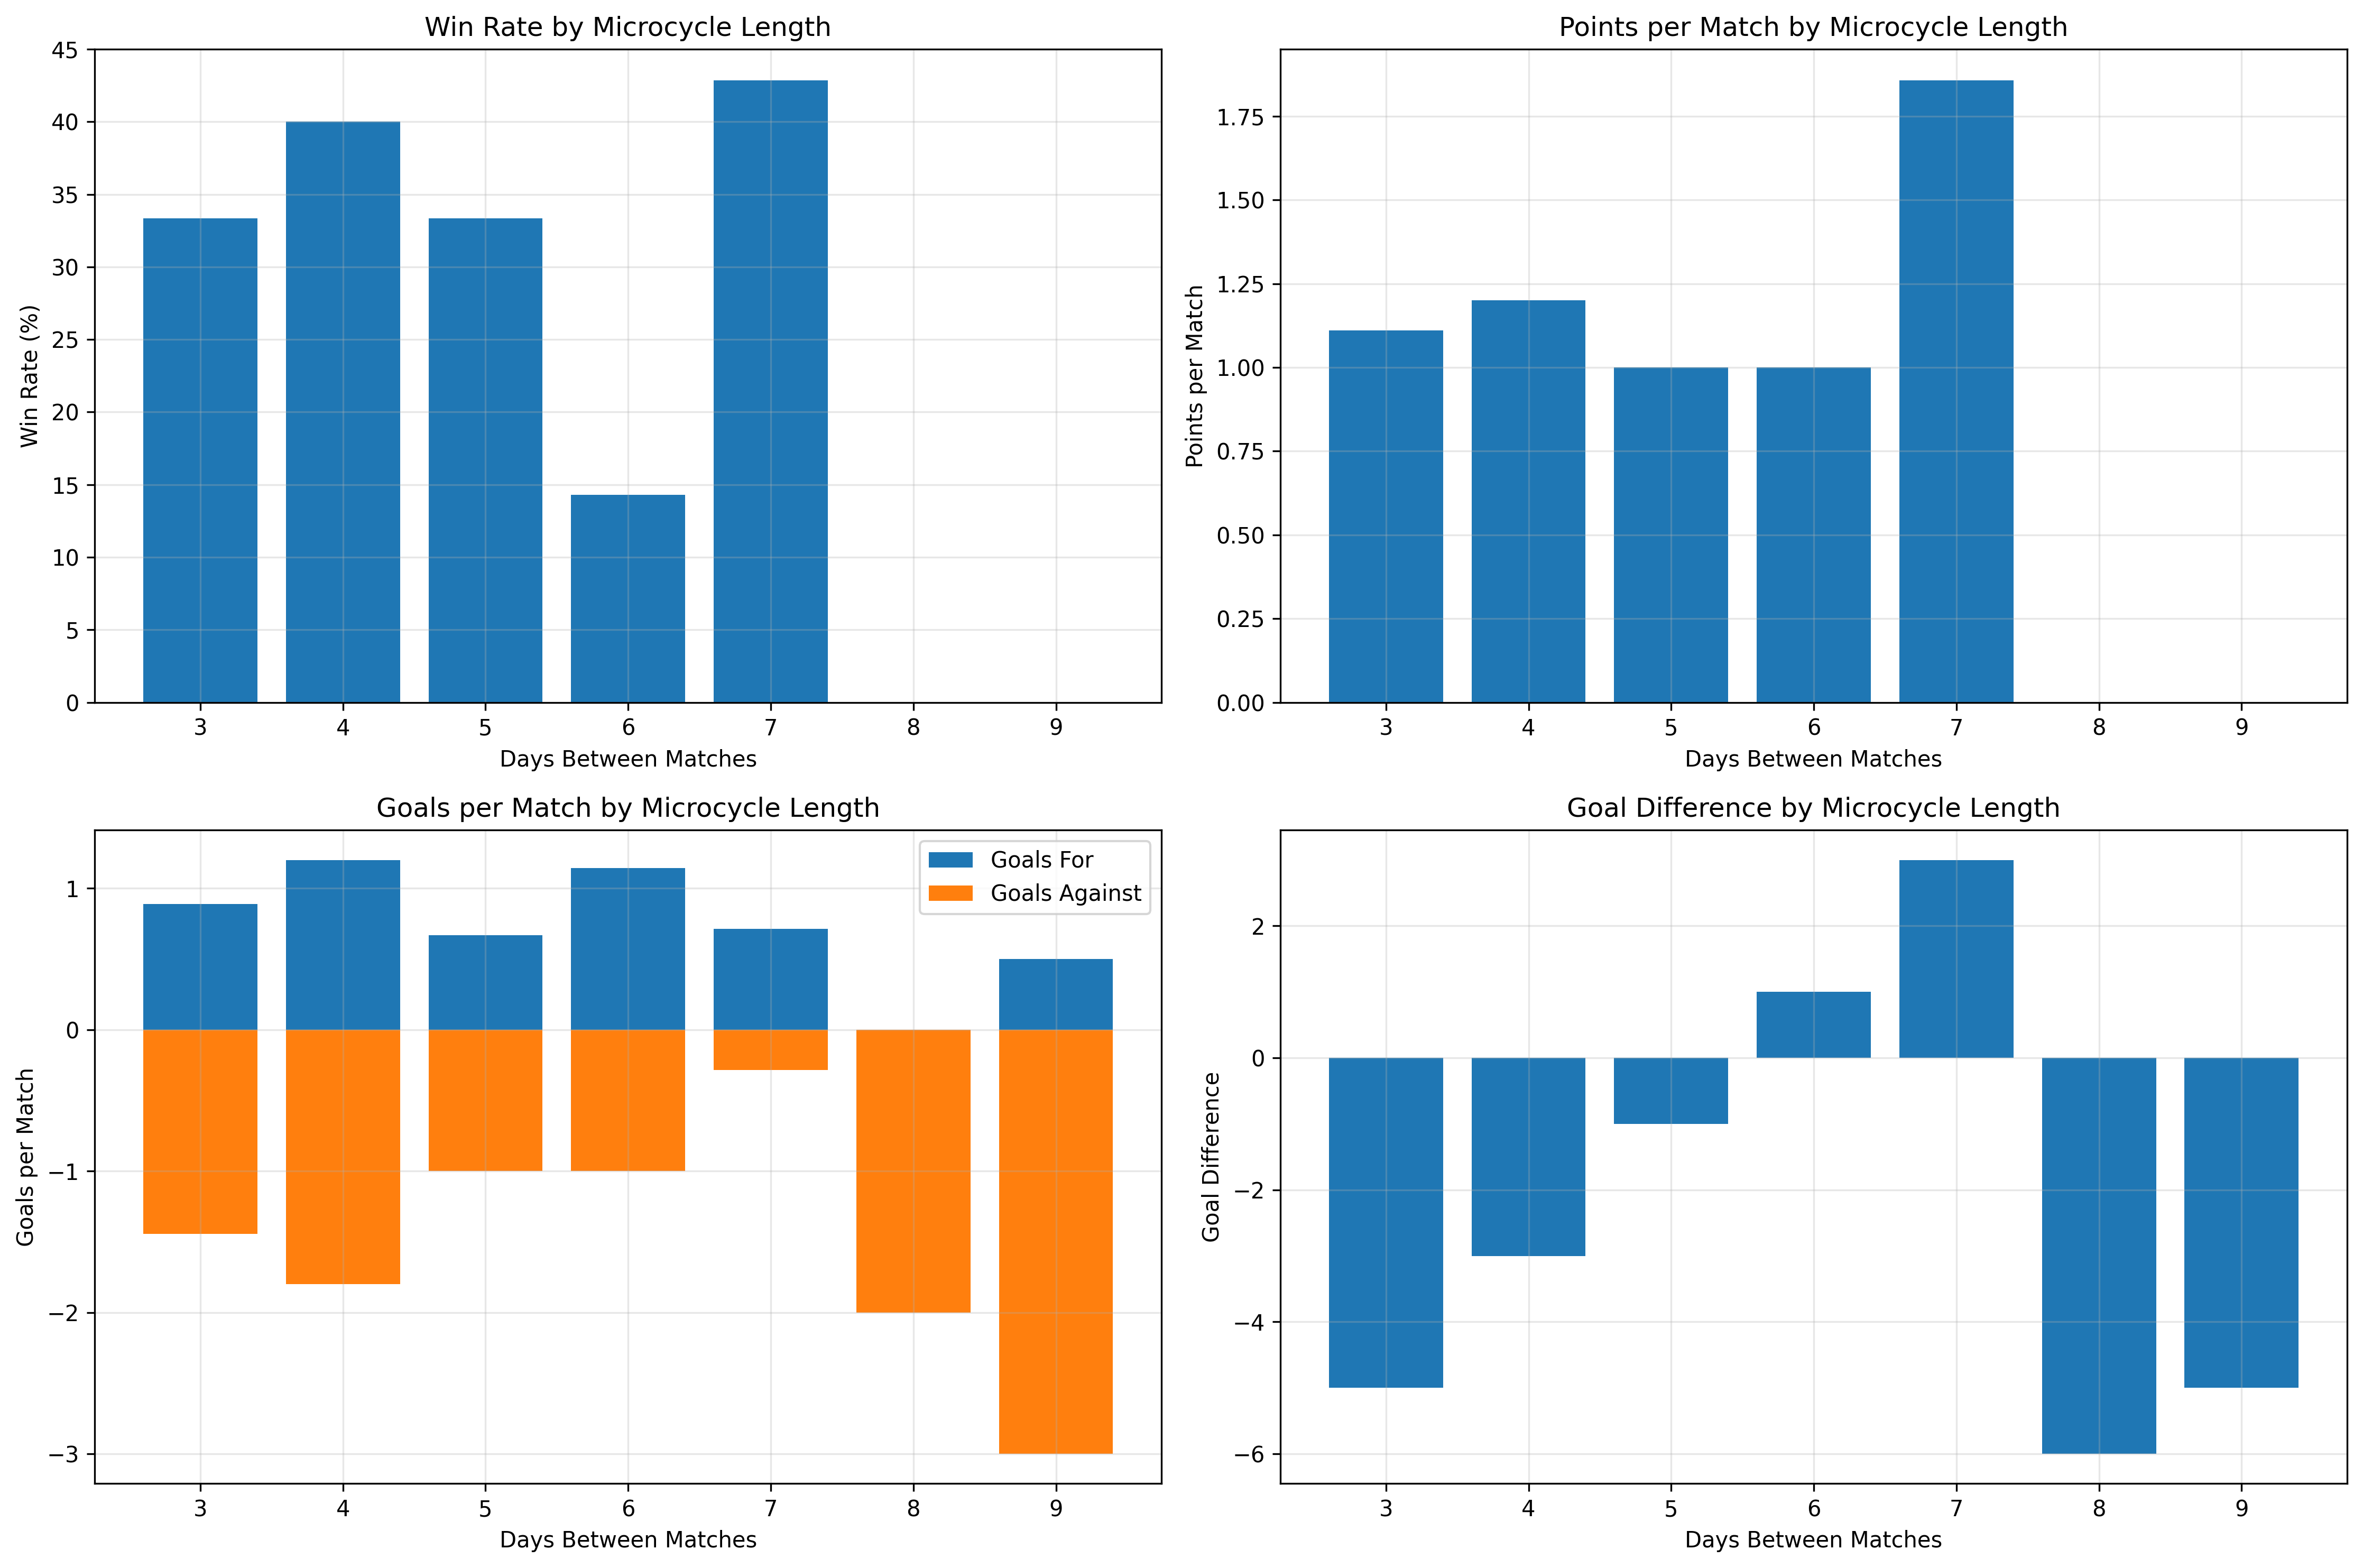 Win Rate by Microcycle Length
45
40
35
30
25
20
15
10
5
0
Win Rate (%)
3 4 5 6 7 8 9
Days Between Matches
Points per Match by Microcycle Length
1.75
1.50
1.25
1.00
0.75
0.50
0.25
0.00
Points per Match
3 4 5 6 7 8 9
Days Between Matches
Goals per Match by Microcycle Length
Goals For
Goals Against
1
0
−1
−2
−3
Goals per Match
3 4 5 6 7 8 9
Days Between Matches
Goal Difference by Microcycle Length
2
0
−2
−4
−6
Goal Difference
3 4 5 6 7 8 9
Days Between Matches